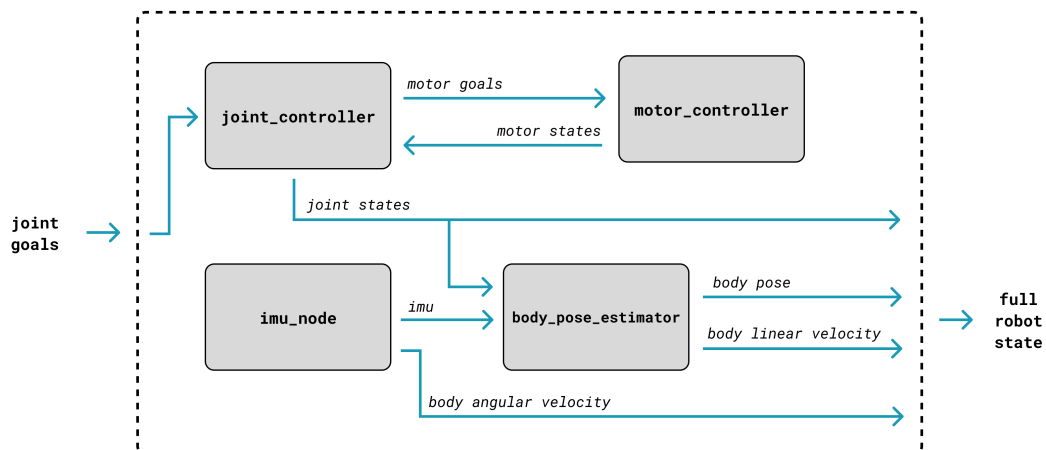 motor goals
joint_controller
motor_controller
motor states
joint states
joint
goals
imu_node
imu
body_pose_estimator
body pose
body linear velocity
body angular velocity
full
robot
state